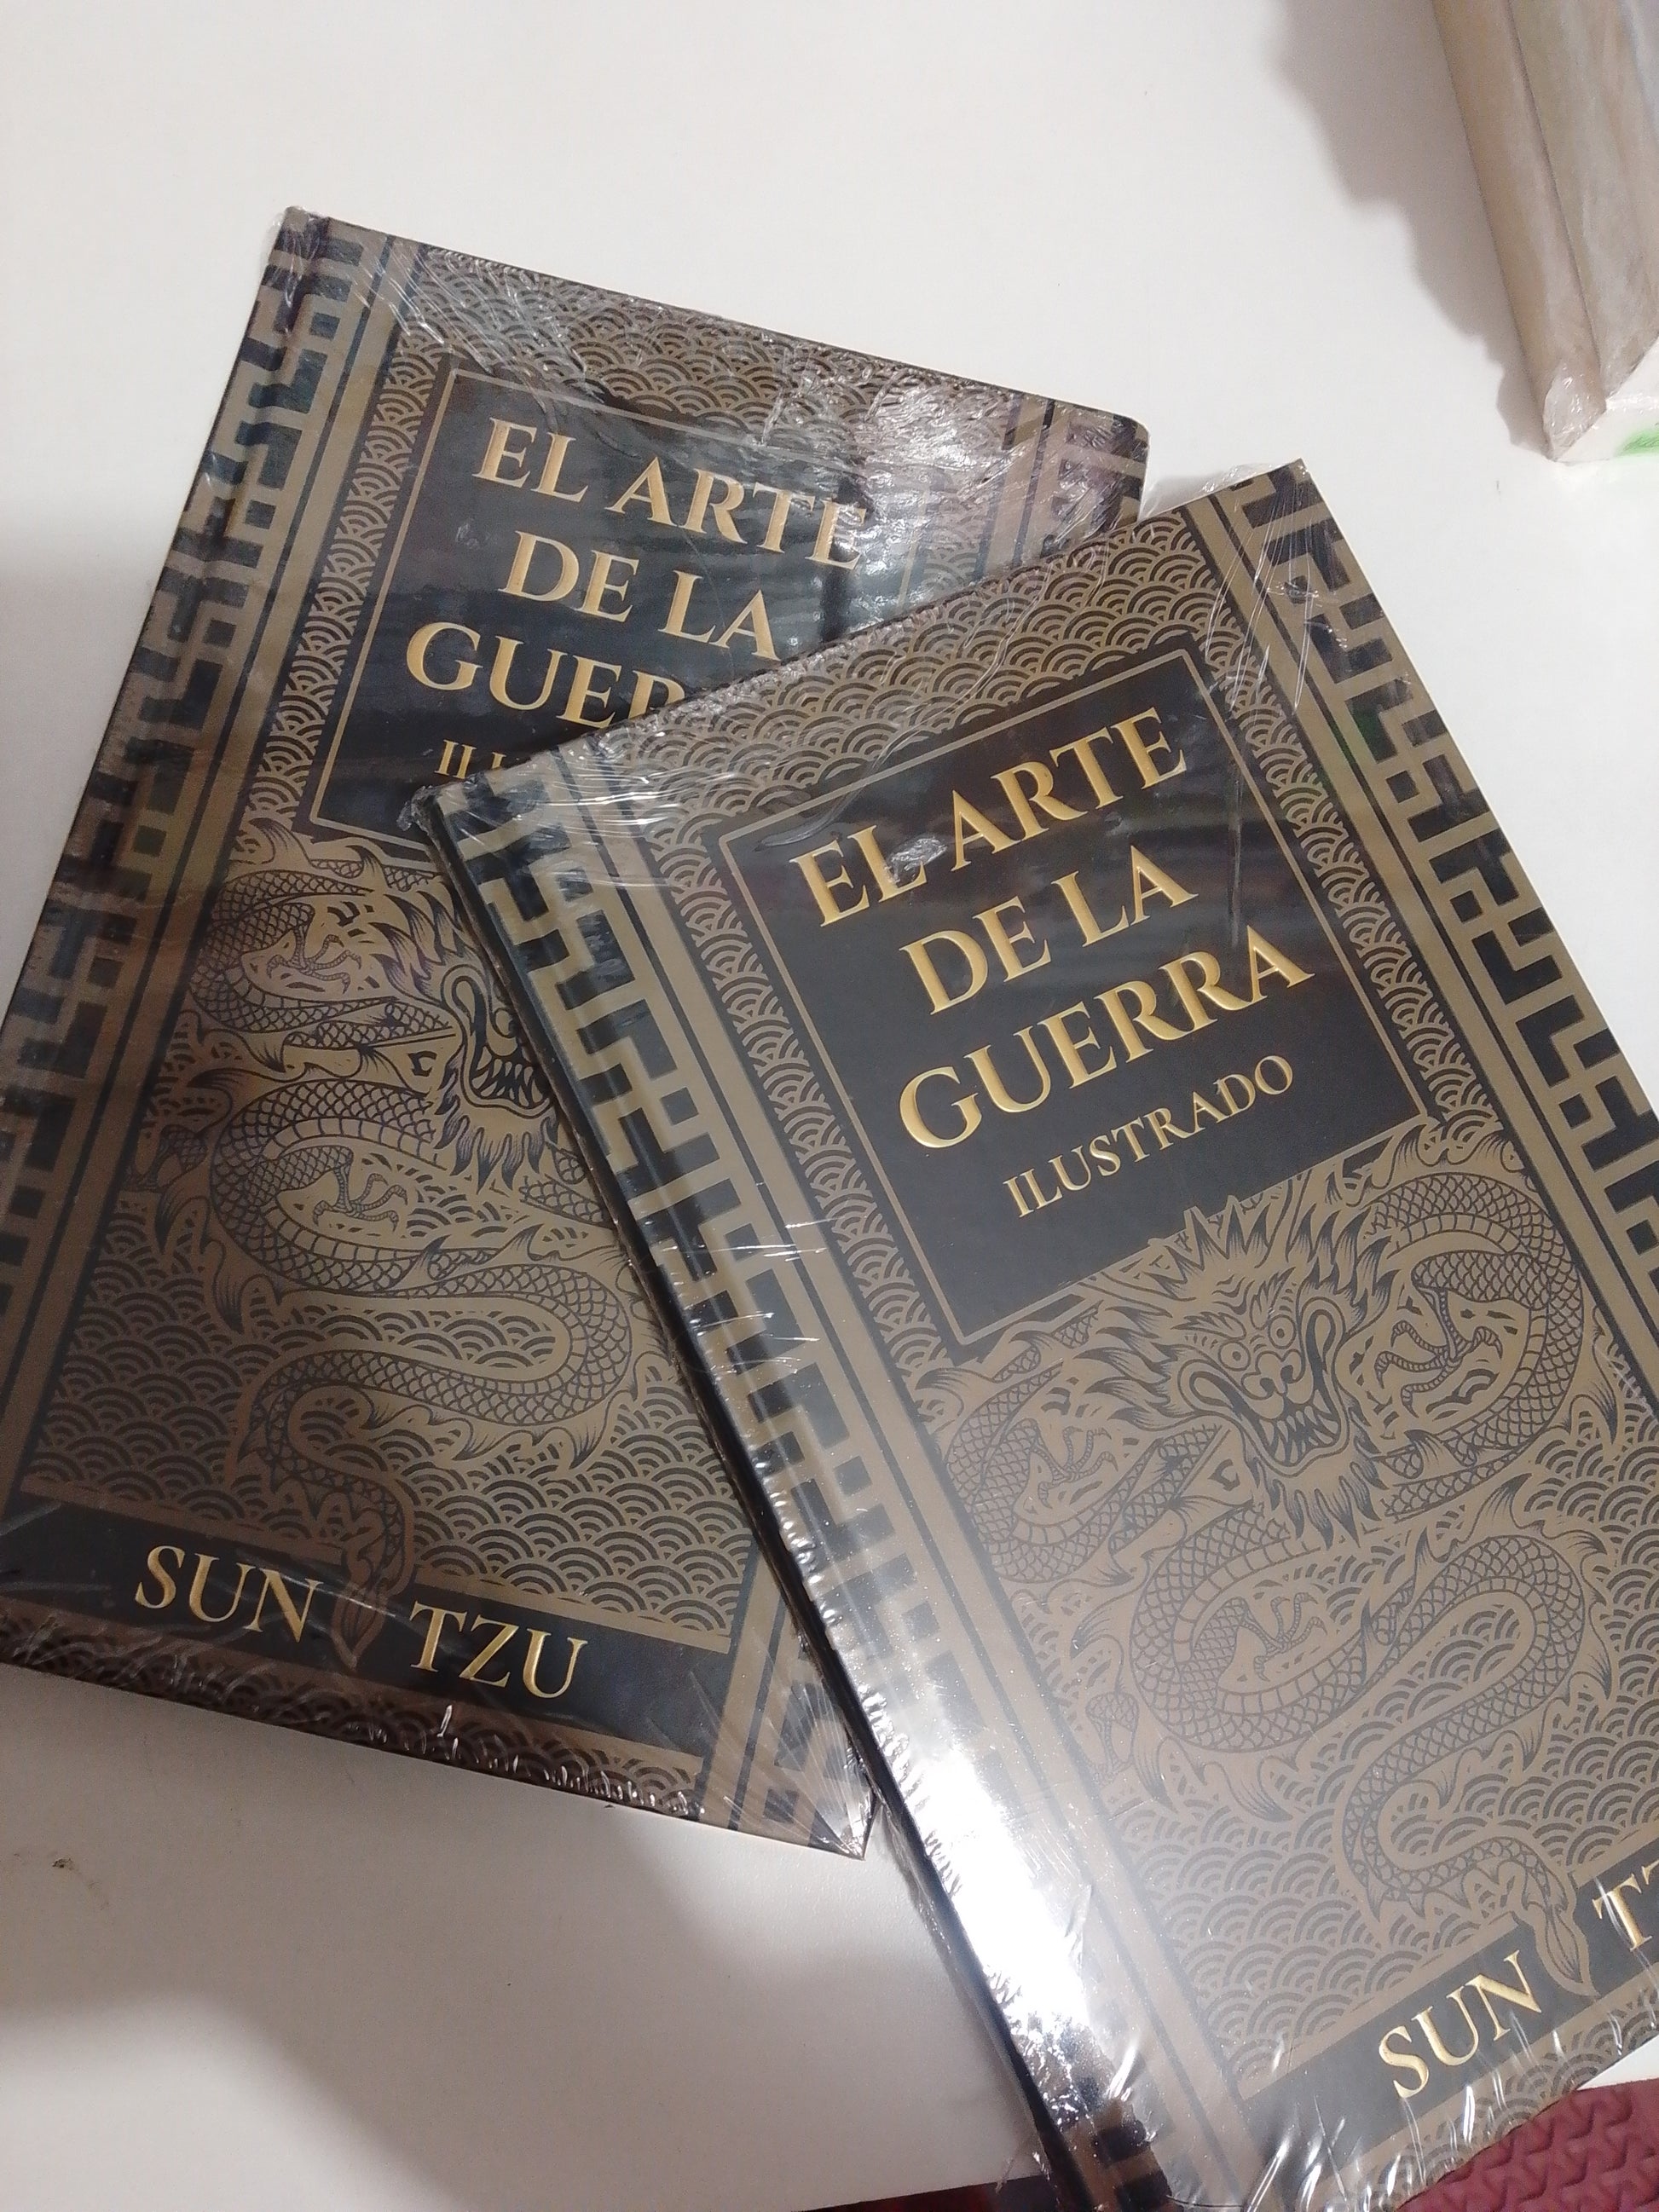 EL ARTE
DE LA
GUER
SUN TZU
EL ARTE
DE LA
GUERRA
ILUSTRADO
SUN